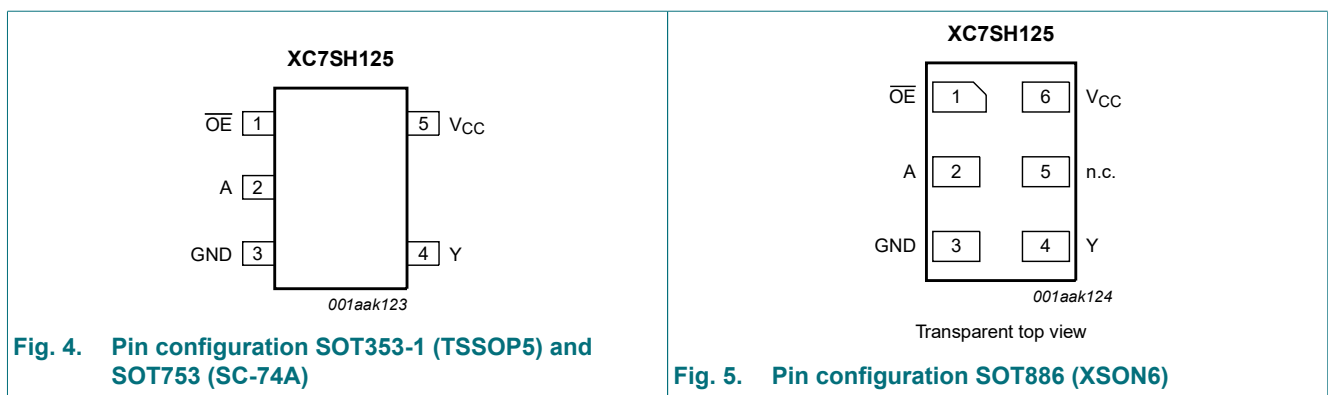 XC7SH125
OE 1
5 VCC
A 2
GND 3
4 Y
001aak123
Fig. 4. Pin configuration SOT353-1 (TSSOP5) and
SOT753 (SC-74A)
XC7SH125
OE 1
6 VCC
A 2
5 n.c.
GND 3
4 Y
001aak124
Transparent top view
Fig. 5. Pin configuration SOT886 (XSON6)